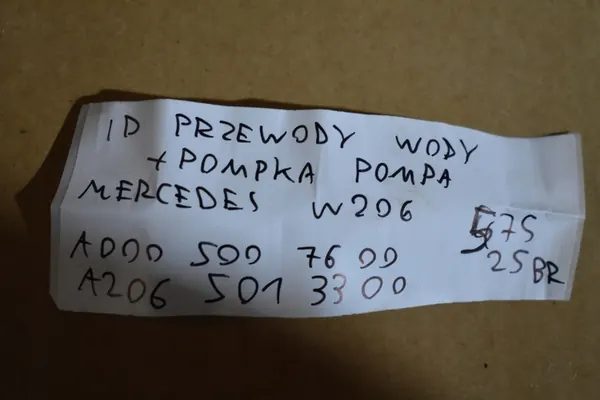 ID PRZEWODY WODY
+POMPKA POMPA
MERCEDES W206
A000 500 76 00
A206 501 33 00
575
25BR